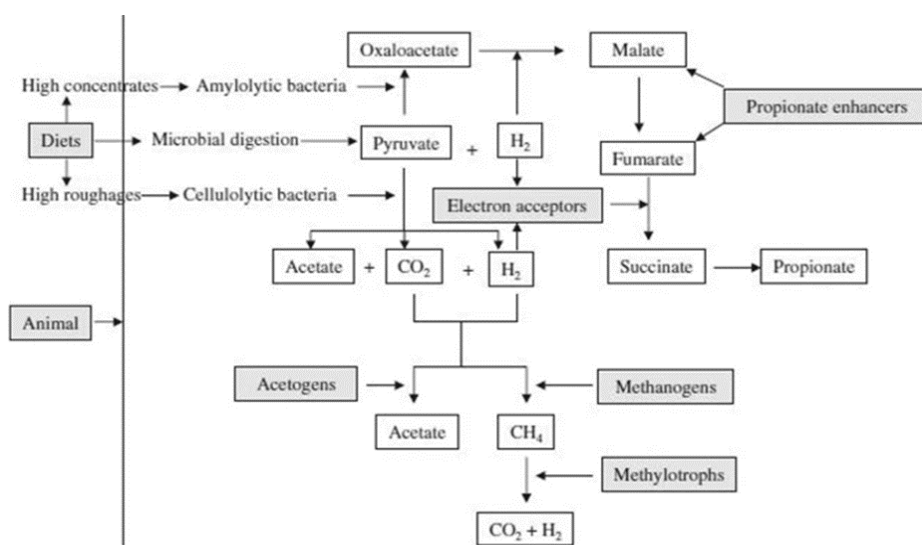 Oxaloacetate
Malate
High concentrates
Amylolytic bacteria
Propionate enhancers
Diets
Microbial digestion
Pyruvate
+
H₂
Fumarate
High roughages
Cellulolytic bacteria
Electron acceptors
Acetate
+
CO₂
+
H₂
Succinate
Propionate
Animal
Acetogens
Methanogens
Acetate
CH₄
Methylotrophs
CO₂ + H₂